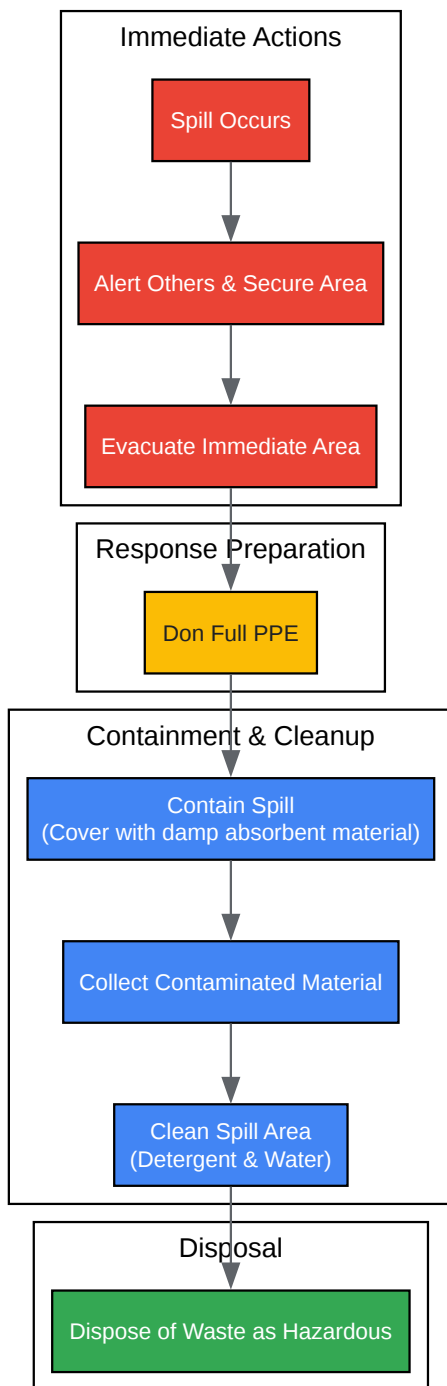 Immediate Actions
Spill Occurs
Alert Others & Secure Area
Evacuate Immediate Area
Response Preparation
Don Full PPE
Containment & Cleanup
Contain Spill
(Cover with damp absorbent material)
Collect Contaminated Material
Clean Spill Area
(Detergent & Water)
Disposal
Dispose of Waste as Hazardous